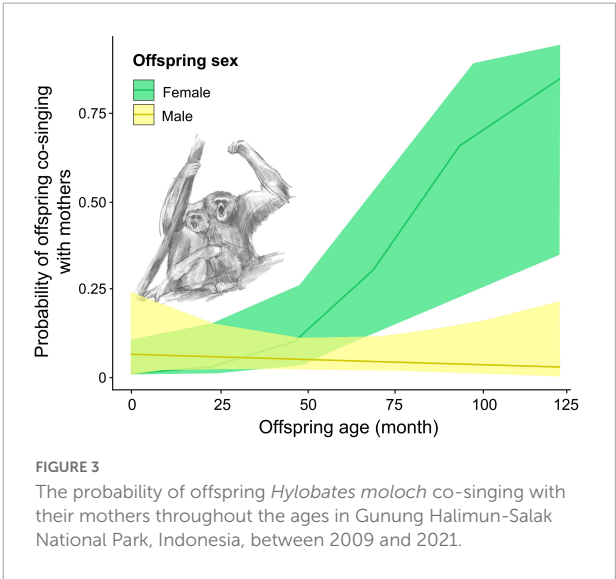 Offspring sex
Female
Male
Probability of offspring co-singing
with mothers
0.75
0.50
0.25
0
0
25
50
75
100
125
Offspring age (month)
FIGURE 3
The probability of offspring Hylobates moloch co-singing with
their mothers throughout the ages in Gunung Halimun-Salak
National Park, Indonesia, between 2009 and 2021.